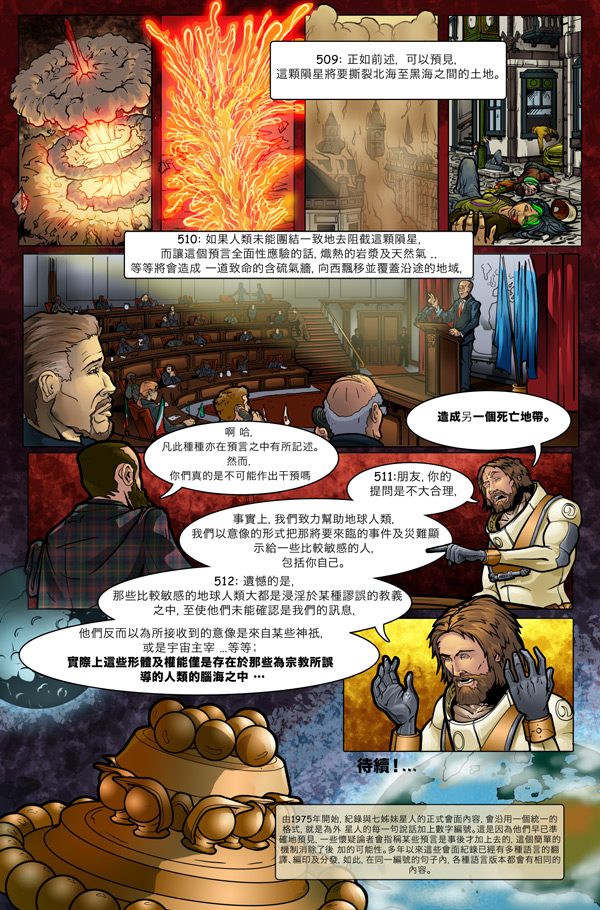 509: 正如前述, 可以預見,
這顆隕星將要撕裂北海至黑海之間的土地。
510: 如果人類未能團結一致地去阻截這顆隕星,
而讓這個預言全面性應驗的話, 熾熱的岩漿及天然氣 ..
等等將會造成 一道致命的含硫氣牆, 向西飄移並覆蓋沿途的地域,
造成另一個死亡地帶。
啊 哈,
凡此種種亦在預言之中有所記述。
然而,
你們真的是不可能作出干預嗎
511:朋友, 你的
提問是不大合理,
事實上, 我們致力幫助地球人類,
我們以意像的形式把那將要來臨的事件及災難顯
示給一些比較敏感的人,
包括你自己。
512: 遺憾的是,
那些比較敏感的地球人類大都是浸淫於某種謬誤的教義
之中, 至使他們未能確認是我們的訊息,
他們反而以為所接收到的意像是來自某些神祇,
或是宇宙主宰 ...等等;
實際上這些形體及權能僅是存在於那些為宗教所誤
導的人類的腦海之中 ···
待續！...
由1975年開始, 紀錄與七姊妹星人的正式會面內容, 會沿用一個統一的
格式, 就是為外 星人的每一句說話加上數字編號。這是因為他們早已準
確地預見, 一些懷疑論者會指稱某些預言是事後才加上去的, 這個簡單的
機制消除了後 加的可能性。多年以來這些會面紀錄已經有多種語言的翻
譯、編印及分發, 如此, 在同一編號的句子內, 各種語言版本都會有相同的
內容。